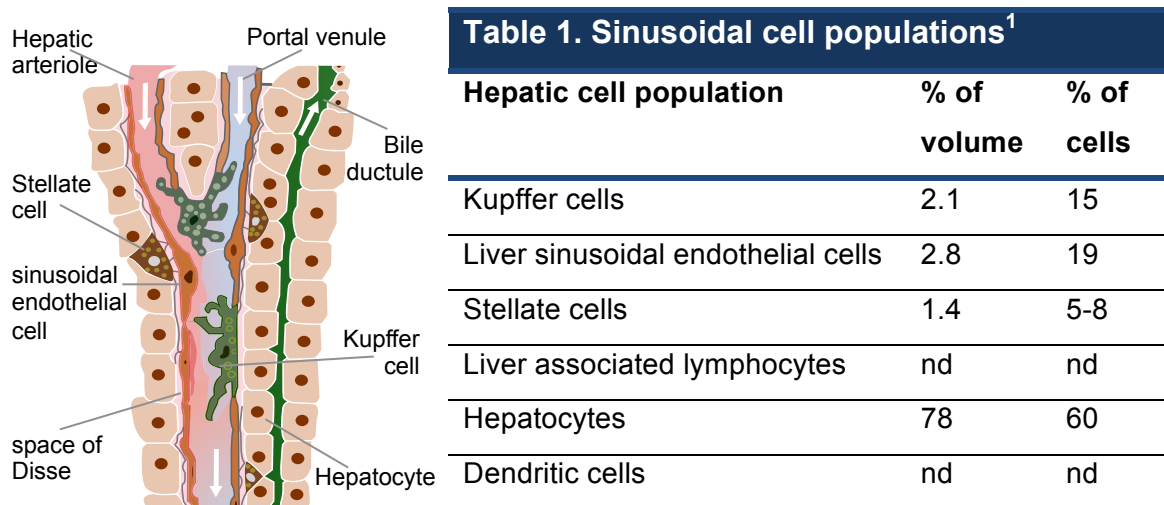 Hepatic
arteriole
Portal venule
Bile
ductule
Stellate
cell
sinusoidal
endothelial
cell
Kupffer
cell
space of
Disse
Hepatocyte
Table 1. Sinusoidal cell populations¹
Hepatic cell population % of volume % of cells
Kupffer cells 2.1 15
Liver sinusoidal endothelial cells 2.8 19
Stellate cells 1.4 5-8
Liver associated lymphocytes nd nd
Hepatocytes 78 60
Dendritic cells nd nd